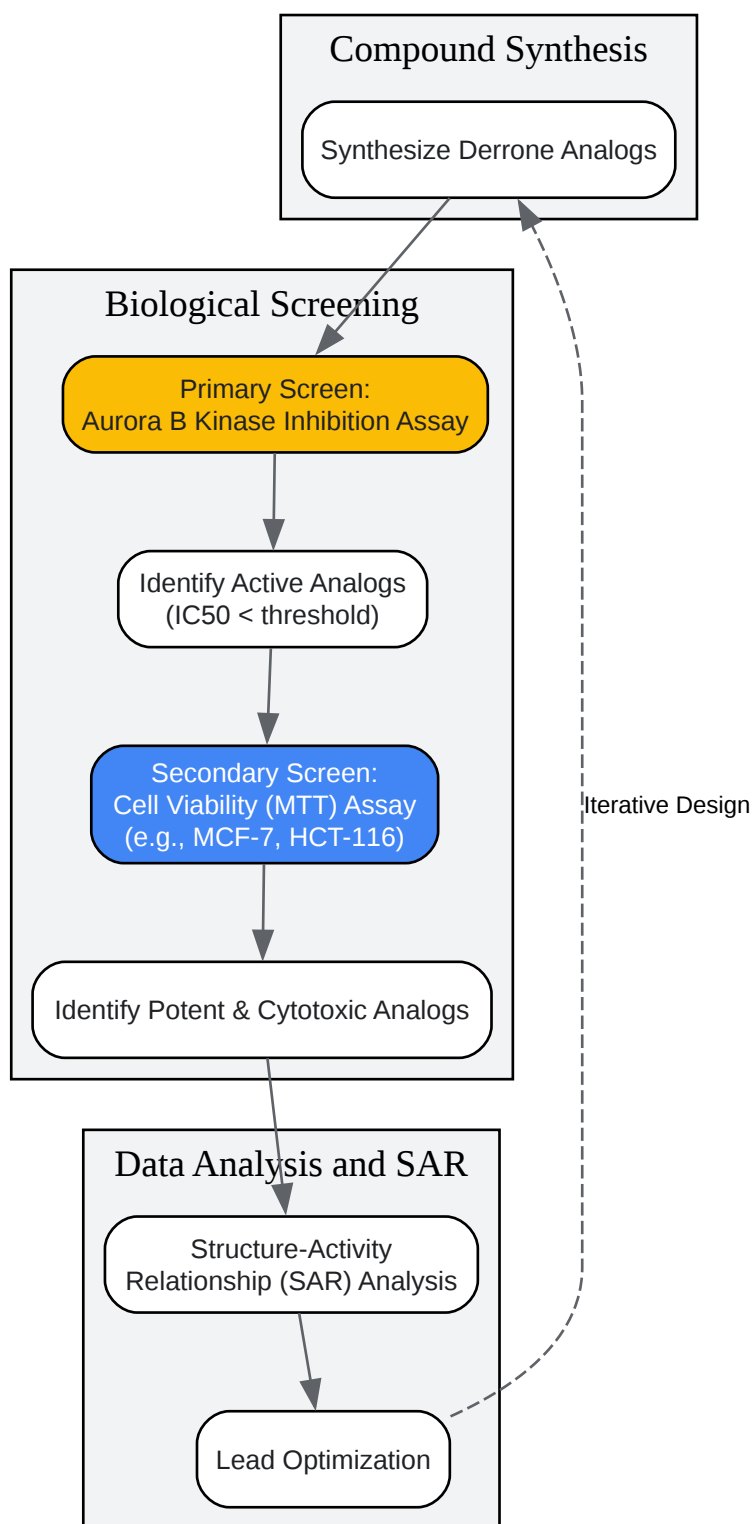 Compound Synthesis
Synthesize Derrone Analogs
Biological Screening
Primary Screen:
Aurora B Kinase Inhibition Assay
Identify Active Analogs
(IC50 < threshold)
Secondary Screen:
Cell Viability (MTT) Assay
(e.g., MCF-7, HCT-116)
Iterative Design
Identify Potent & Cytotoxic Analogs
Data Analysis and SAR
Structure-Activity
Relationship (SAR) Analysis
Lead Optimization